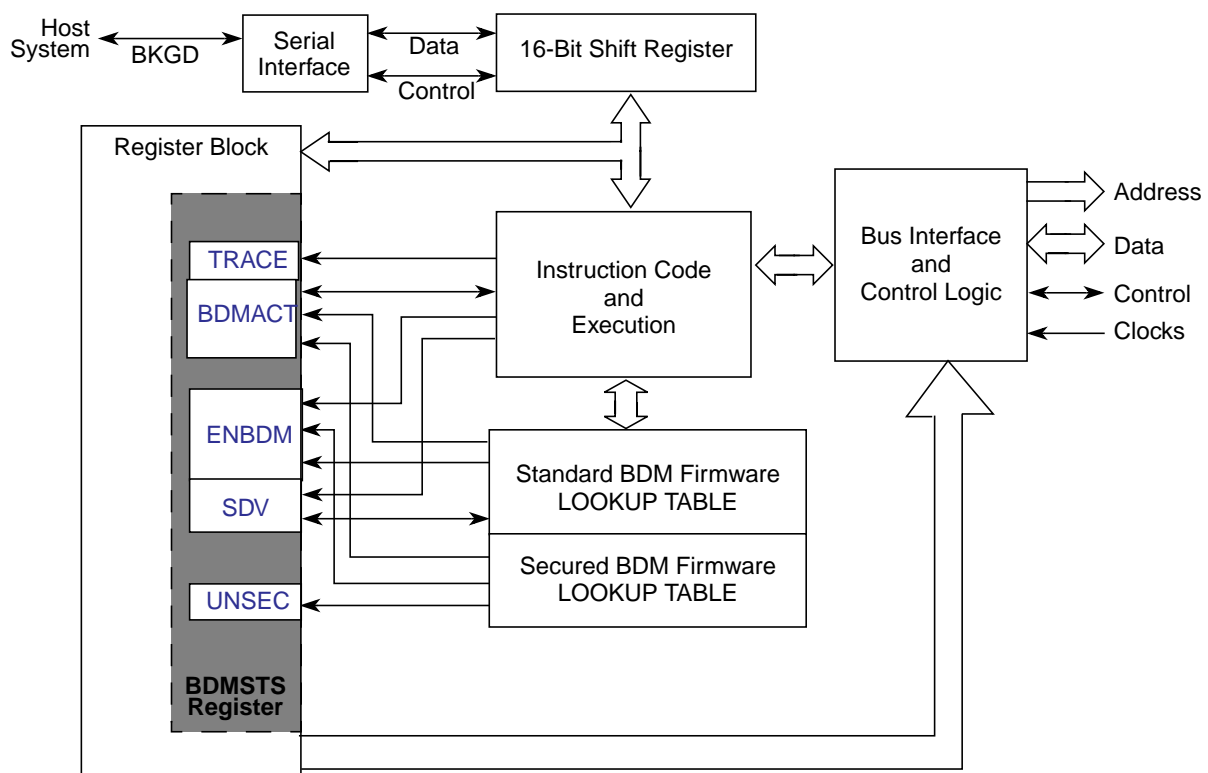 Host
System
BKGD
Serial
Interface
Data
Control
16-Bit Shift Register
Register Block
TRACE
BDMACT
ENBDM
SDV
UNSEC
BDMSTS
Register
Instruction Code
and
Execution
Standard BDM Firmware
LOOKUP TABLE
Secured BDM Firmware
LOOKUP TABLE
Bus Interface
and
Control Logic
Address
Data
Control
Clocks